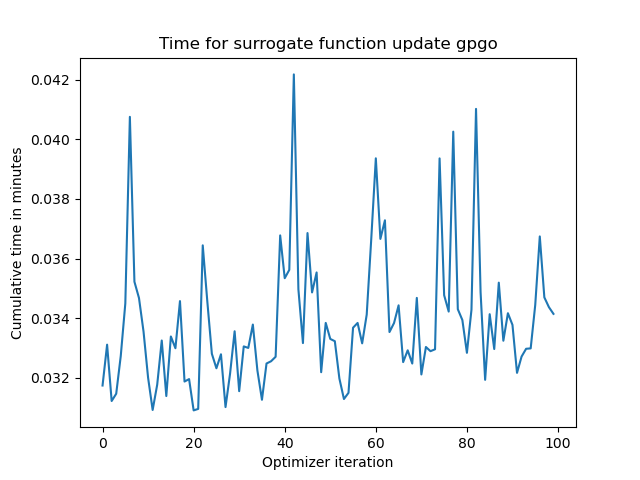 Time for surrogate function update gpgo
Cumulative time in minutes
0.042
0.040
0.038
0.036
0.034
0.032
0 20 40 60 80 100
Optimizer iteration